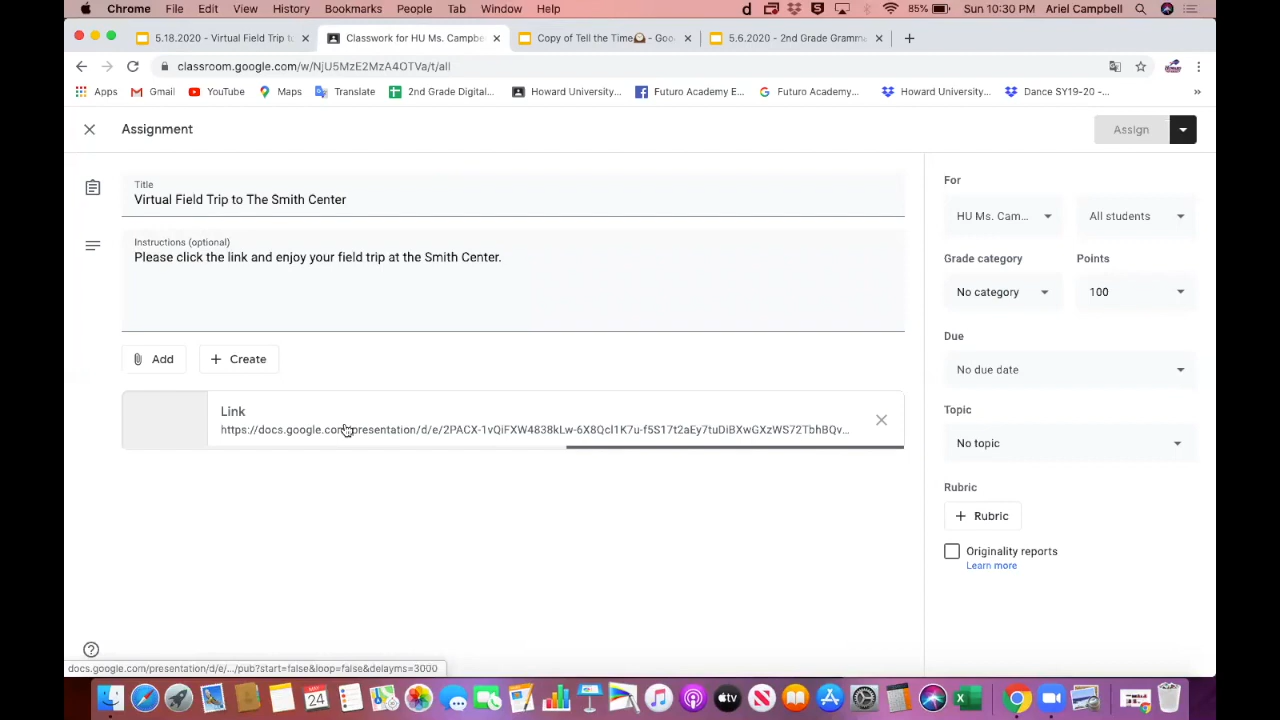 Chrome File Edit View History Bookmarks People Tab Window Help 85% Sun 10:30 PM Ariel Campbell
5.18.2020 - Virtual Field Trip to Classwork for HU Ms. Campbe Copy of Tell the Time - Goo 5.6.2020 - 2nd Grade Gramma
classroom.google.com/w/NjU5MzE2MzA4OTVa/t/all
Apps Gmail YouTube Maps Translate 2nd Grade Digital... Howard University... Futuro Academy E... Futuro Academy... Howard University... Dance SY19-20 -... »
Assignment Assign
Title
Virtual Field Trip to The Smith Center
Instructions (optional)
Please click the link and enjoy your field trip at the Smith Center.
Add Create
Link
https://docs.google.com/presentation/d/e/2PACX-1vQiFXW4838kLw-6X8Qcl1K7u-f5S17t2aEy7tuDiBXwGXzWS72TbhBQv...
For
HU Ms. Cam... All students
Grade category Points
No category 100
Due
No due date
Topic
No topic
Rubric
+ Rubric
Originality reports
Learn more
docs.google.com/presentation/d/e/.../pub?start=false&loop=false&delayms=3000
MAY
24
tv